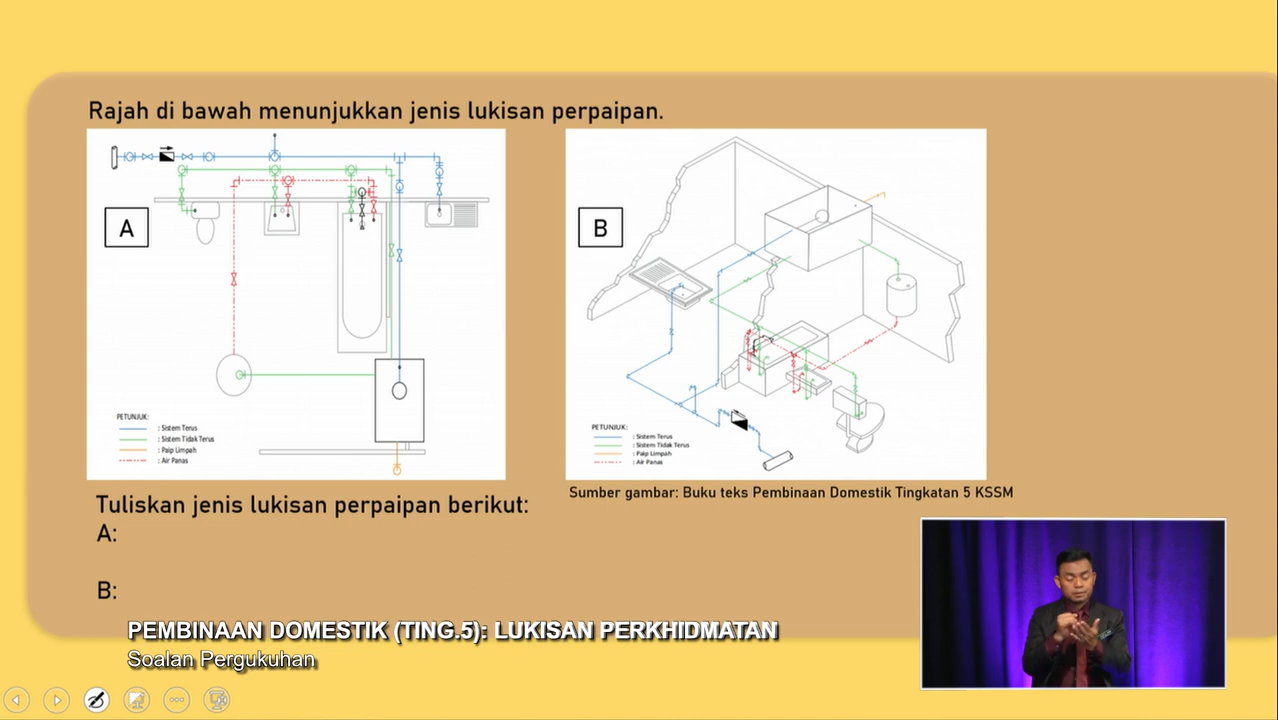 Rajah di bawah menunjukkan jenis lukisan perpaipan.
A
PETUNJUK:
: Sistem Terus
: Sistem Tidak Terus
: Paip Limpah
: Air Panas
B
PETUNJUK:
: Sistem Terus
: Sistem Tidak Terus
: Paip Limpah
: Air Panas
Sumber gambar: Buku teks Pembinaan Domestik Tingkatan 5 KSSM
Tuliskan jenis lukisan perpaipan berikut:
A:
B:
PEMBINAAN DOMESTIK (TING.5): LUKISAN PERKHIDMATAN
Soalan Pergukuhan